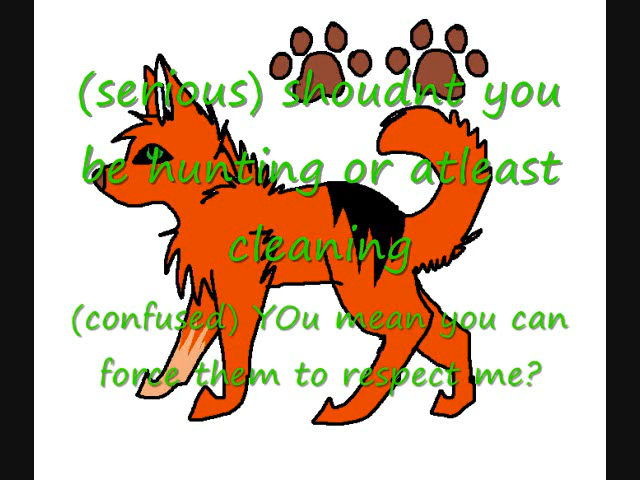 (serious) shoudnt you
be hunting or atleast
cleaning
(confused) YOu mean you can
force them to respect me?